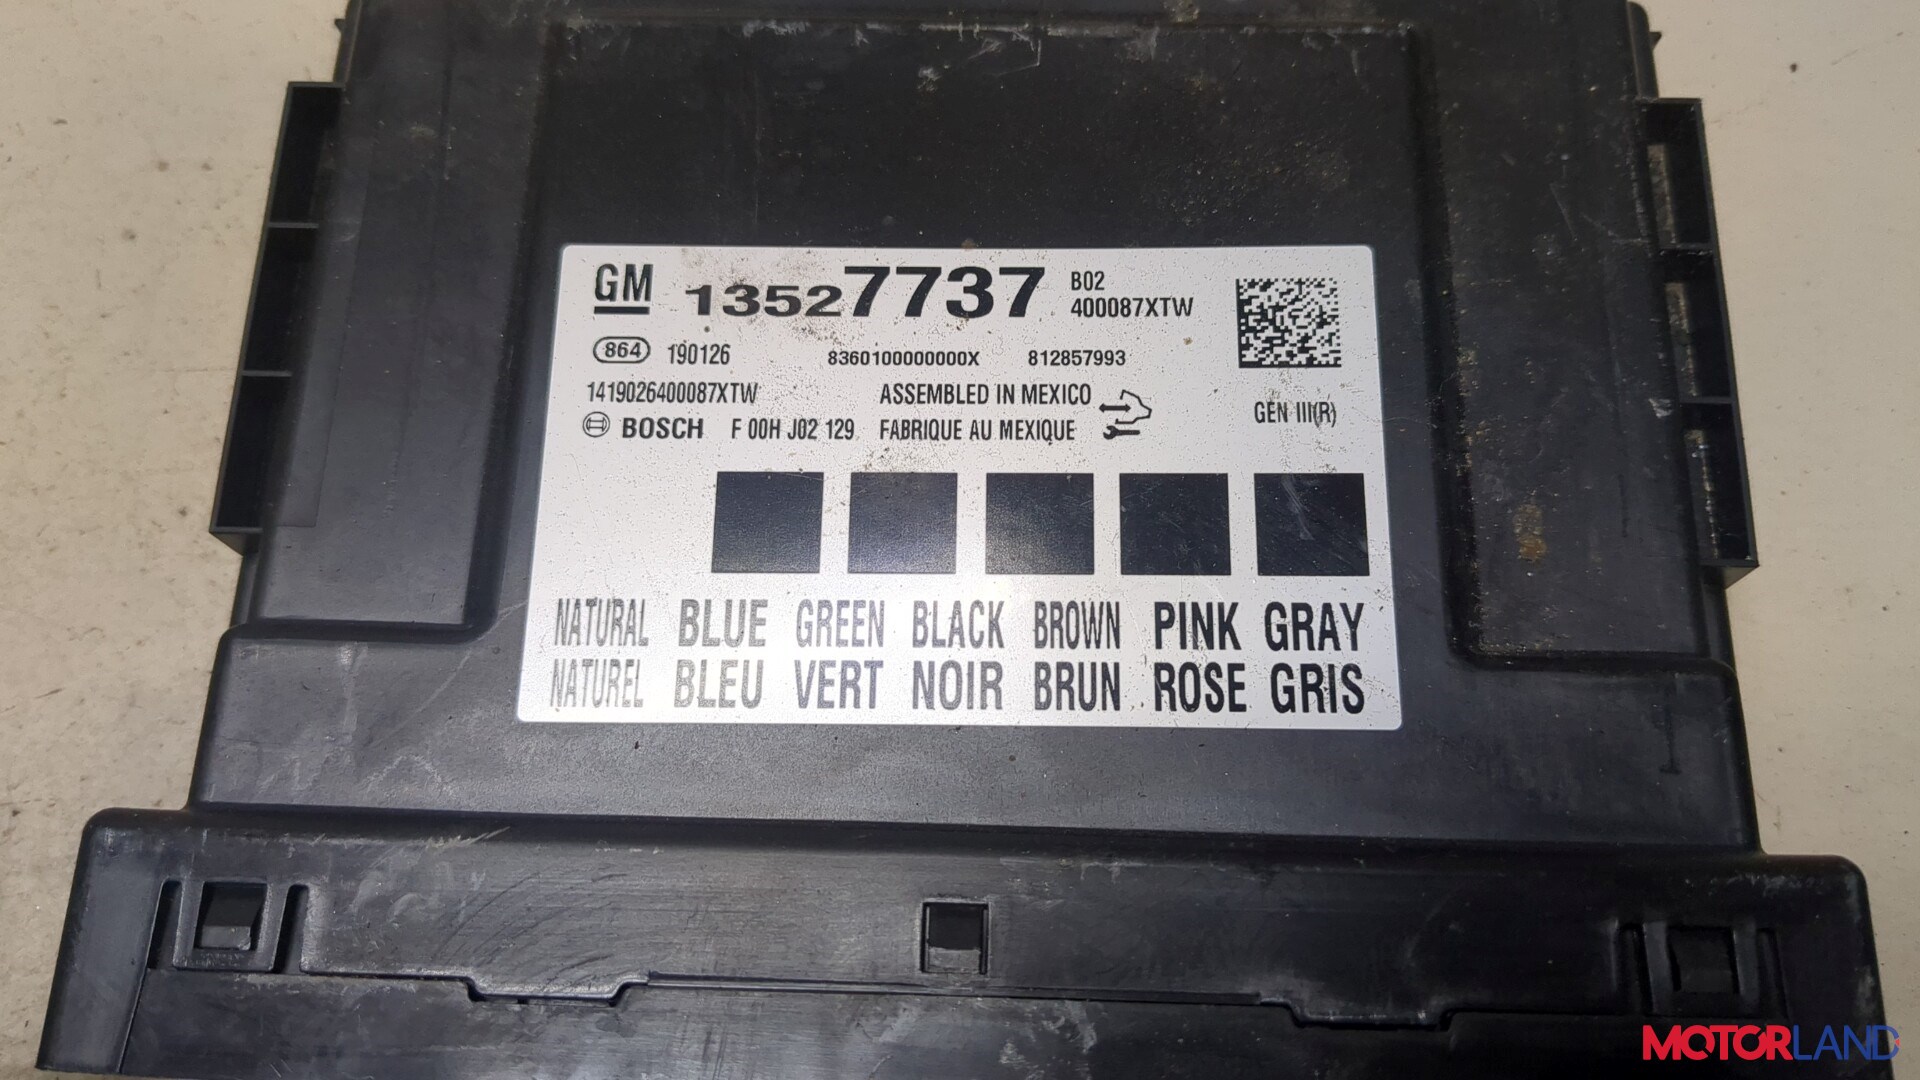 GM 13527737 B02
400087XTW
864 190126 8360100000000X 812857993
1419026400087XTW ASSEMBLED IN MEXICO
BOSCH F 00H J02 129 FABRIQUE AU MEXIQUE
GEN III(R)
NATURAL BLUE GREEN BLACK BROWN PINK GRAY
NATUREL BLEU VERT NOIR BRUN ROSE GRIS
MOTORLAND